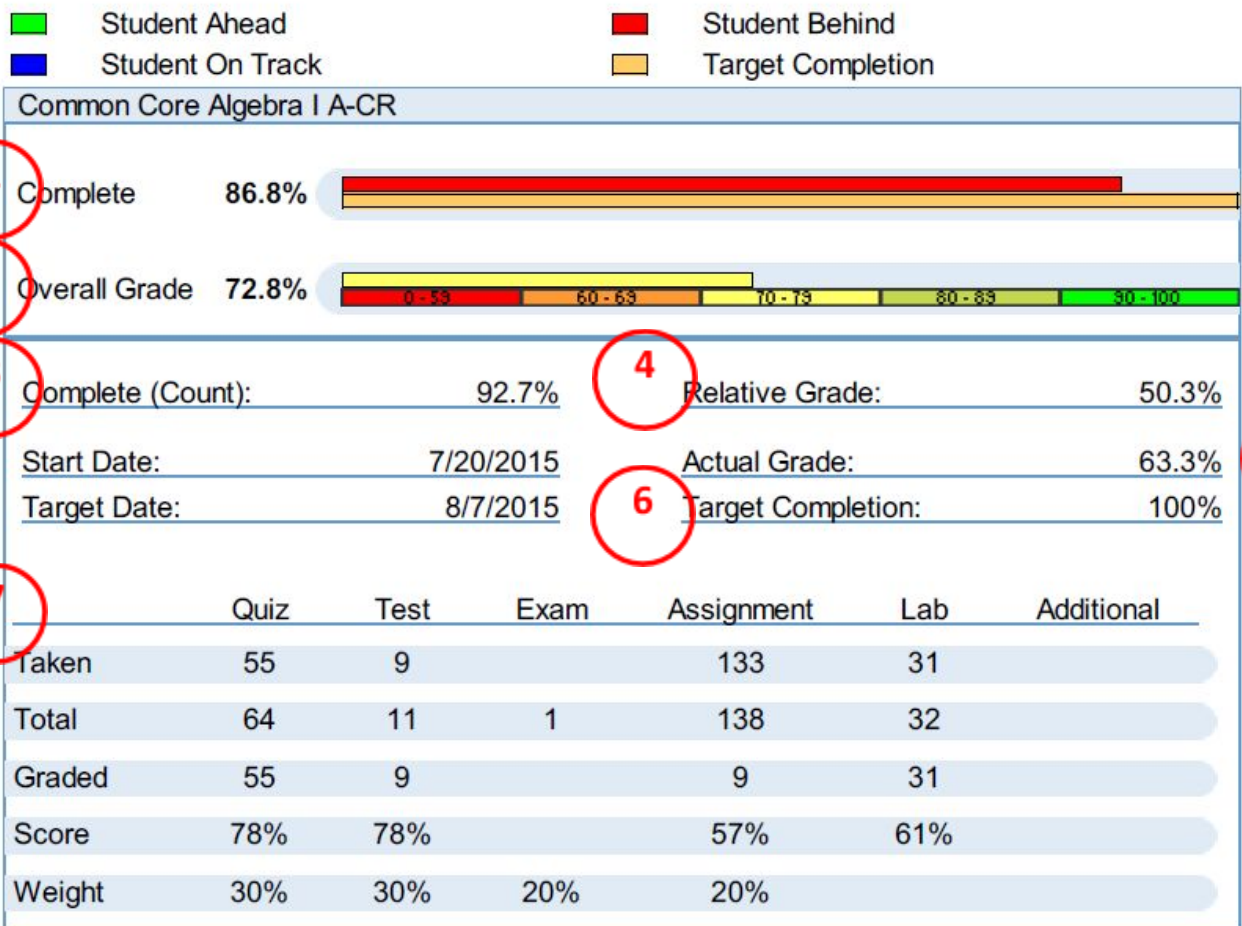 Student Ahead Student Behind
Student On Track Target Completion
Common Core Algebra I A-CR
Complete 86.8%
Overall Grade 72.8%
0 - 59 60 - 69 70 - 79 80 - 89 90 - 100
4
Complete (Count): 92.7% Relative Grade: 50.3%
Start Date: 7/20/2015 Actual Grade: 63.3%
6
Target Date: 8/7/2015 Target Completion: 100%
Quiz Test Exam Assignment Lab Additional
Taken 55 9 133 31
Total 64 11 1 138 32
Graded 55 9 9 31
Score 78% 78% 57% 61%
Weight 30% 30% 20% 20%